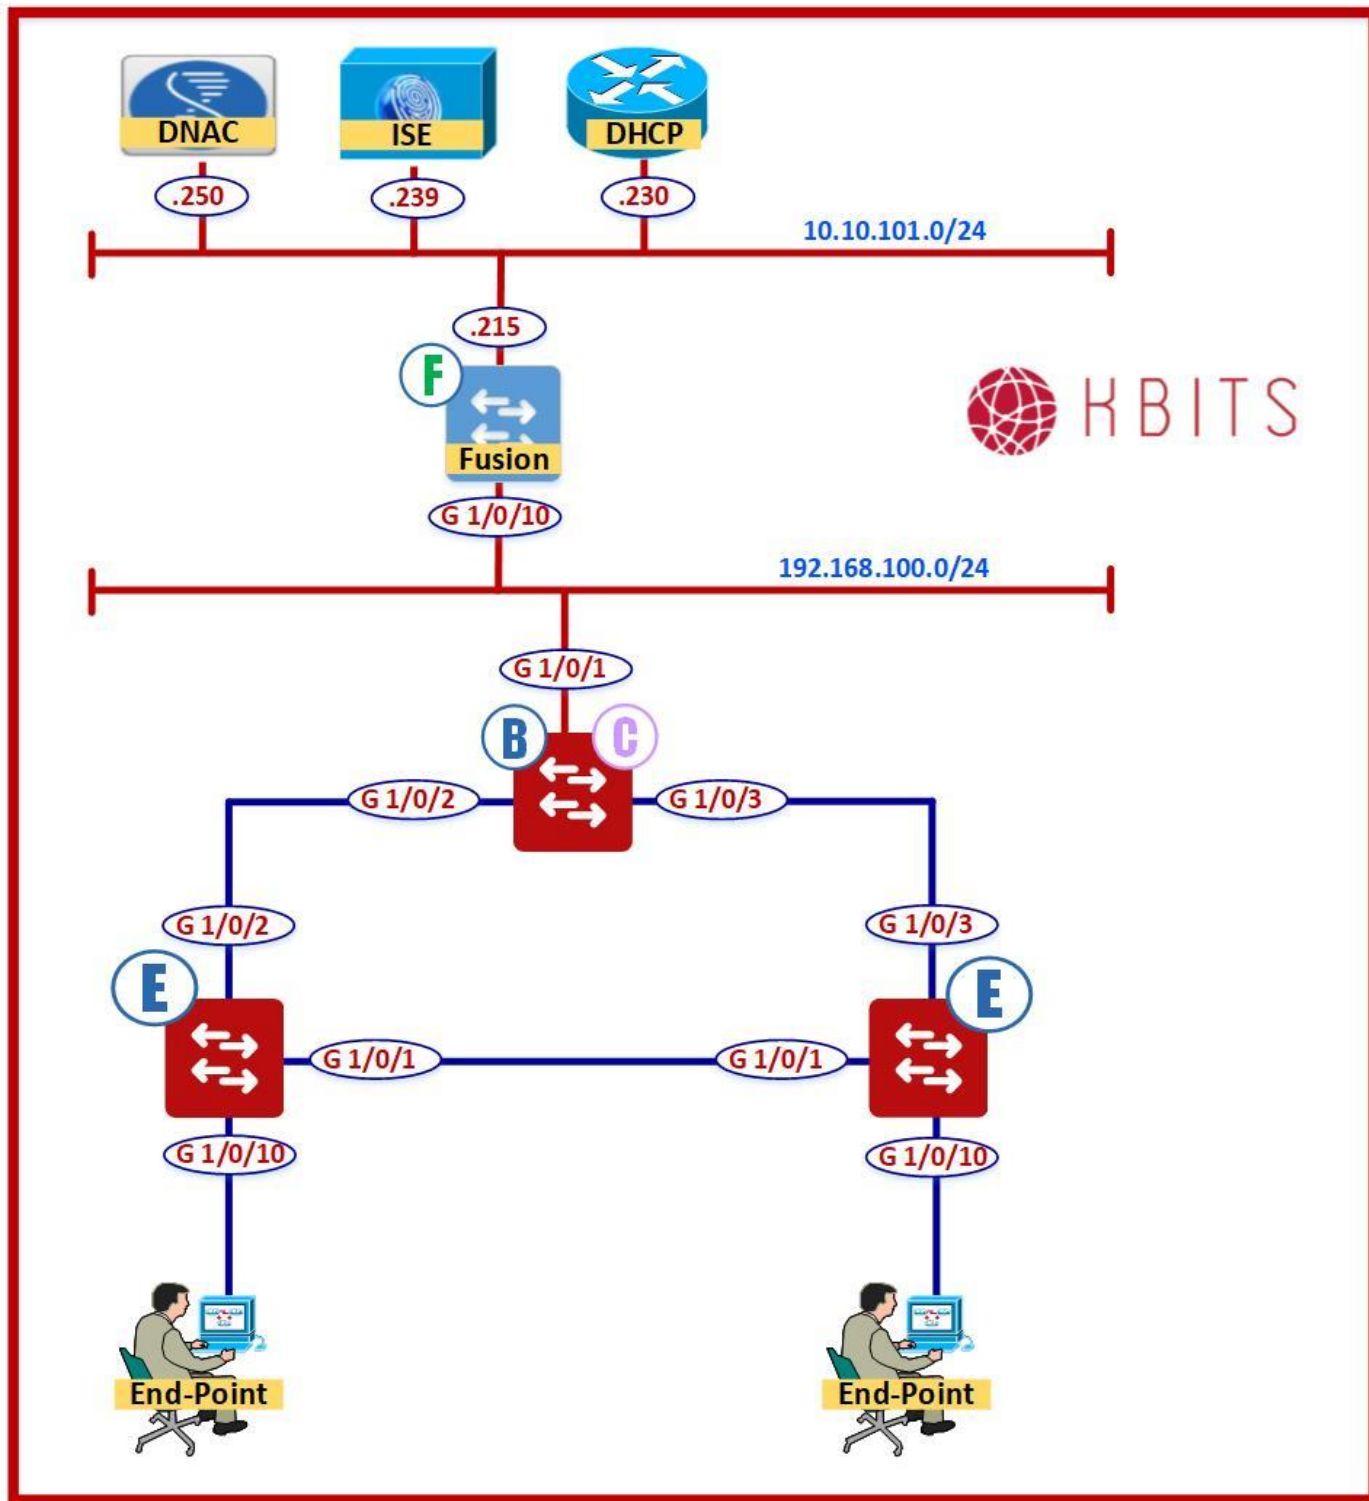 DNAC
ISE
DHCP
.250
.239
.230
10.10.101.0/24
.215
F
Fusion
KBITS
G 1/0/10
192.168.100.0/24
G 1/0/1
B
C
G 1/0/2
G 1/0/3
G 1/0/2
G 1/0/3
E
E
G 1/0/1
G 1/0/1
G 1/0/10
G 1/0/10
End-Point
End-Point